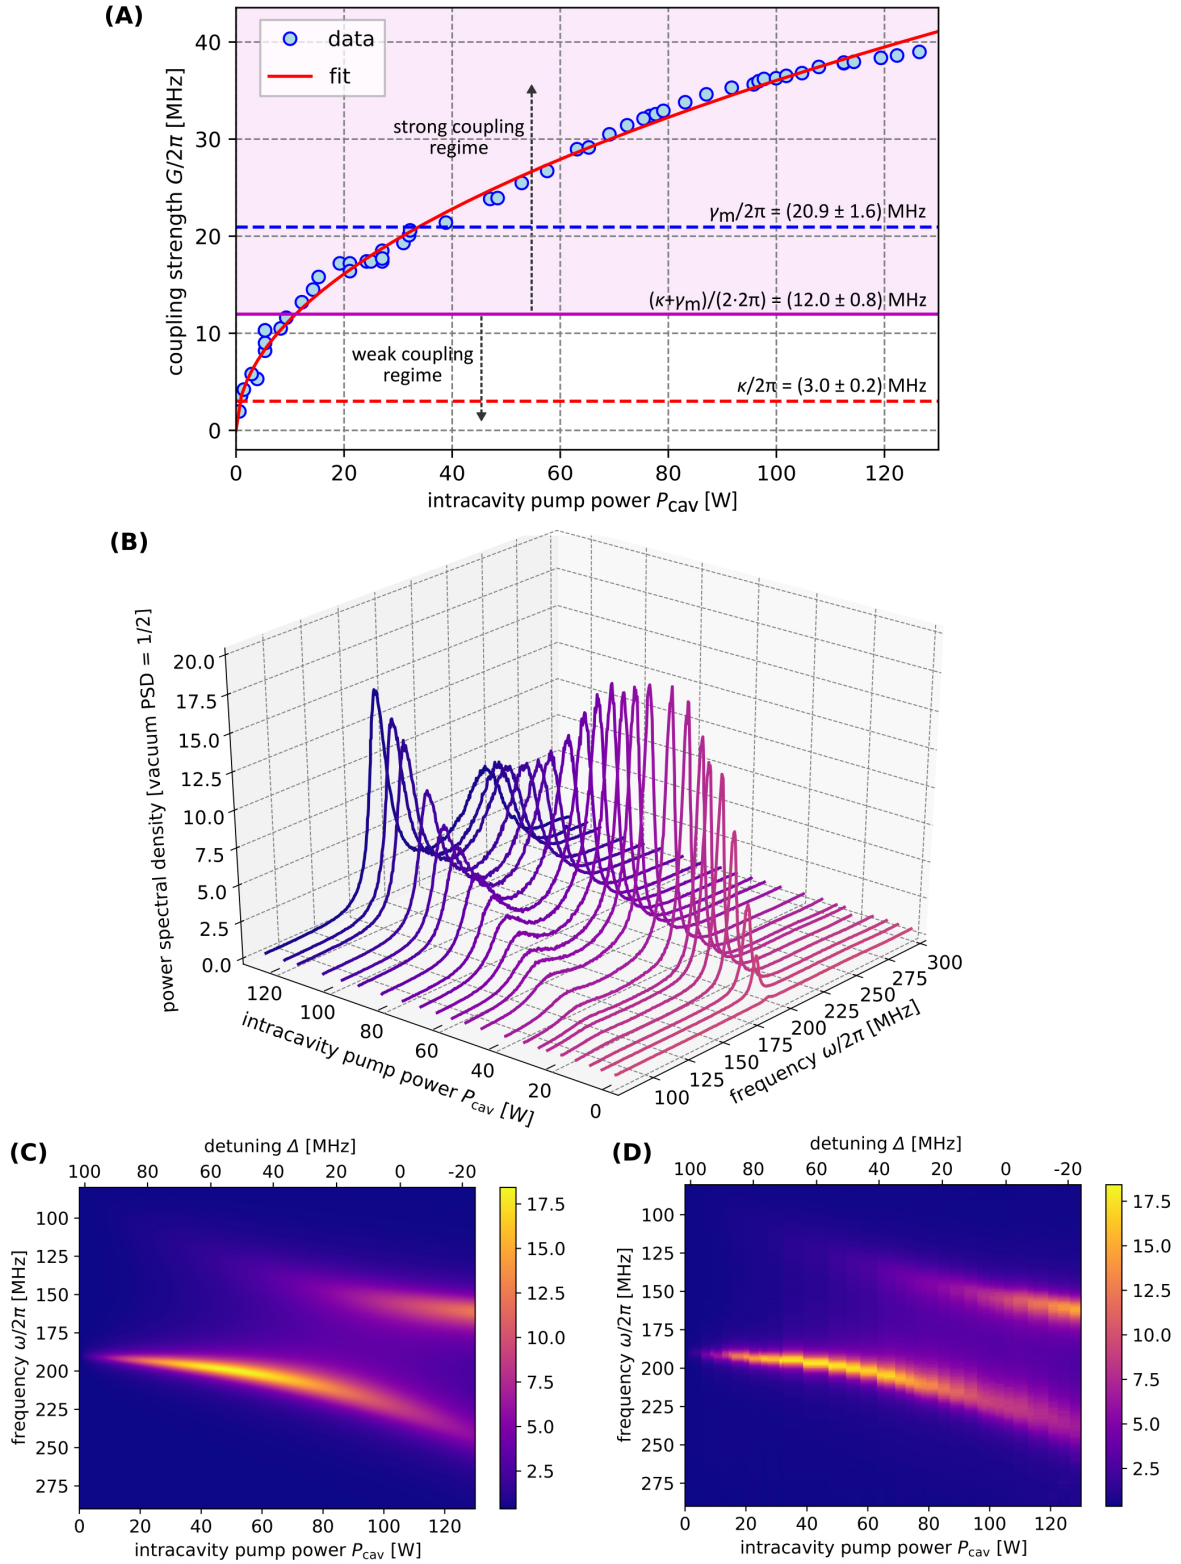 (A)
coupling strength G/2π [MHz]
40
30
20
10
0
data
fit
strong coupling
regime
γm/2π = (20.9 ± 1.6) MHz
(κ+γm)/(2·2π) = (12.0 ± 0.8) MHz
weak coupling
regime
κ/2π = (3.0 ± 0.2) MHz
0 20 40 60 80 100 120
intracavity pump power Pcav [W]
(B)
power spectral density [vacuum PSD = 1/2]
20.0
17.5
15.0
12.5
10.0
7.5
5.0
2.5
0.0
120 100 80 60 40 20 0
intracavity pump power Pcav [W]
100 125 150 175 200 225 250 275 300
frequency ω/2π [MHz]
(C)
detuning Δ [MHz]
100 80 60 40 20 0 -20
frequency ω/2π [MHz]
100
125
150
175
200
225
250
275
0 20 40 60 80 100 120
intracavity pump power Pcav [W]
17.5
15.0
12.5
10.0
7.5
5.0
2.5
(D)
detuning Δ [MHz]
100 80 60 40 20 0 -20
frequency ω/2π [MHz]
100
125
150
175
200
225
250
275
0 20 40 60 80 100 120
intracavity pump power Pcav [W]
17.5
15.0
12.5
10.0
7.5
5.0
2.5